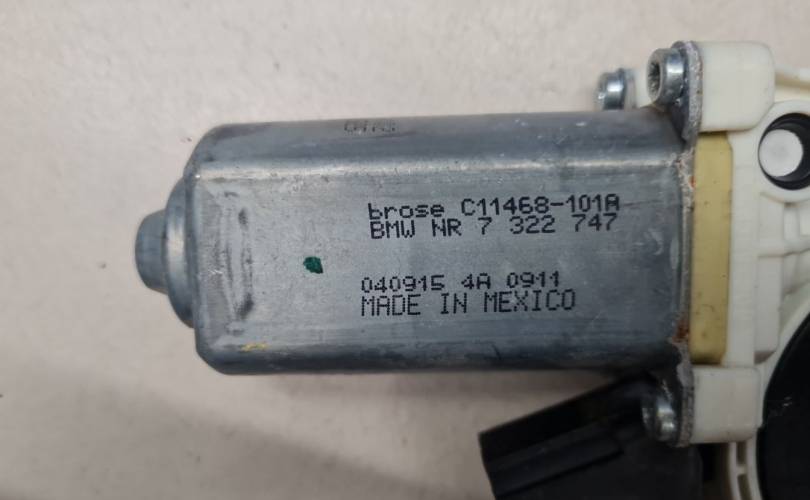 brose C11468-101A
BMW NR 7 322 747
040915 4A 0911
MADE IN MEXICO